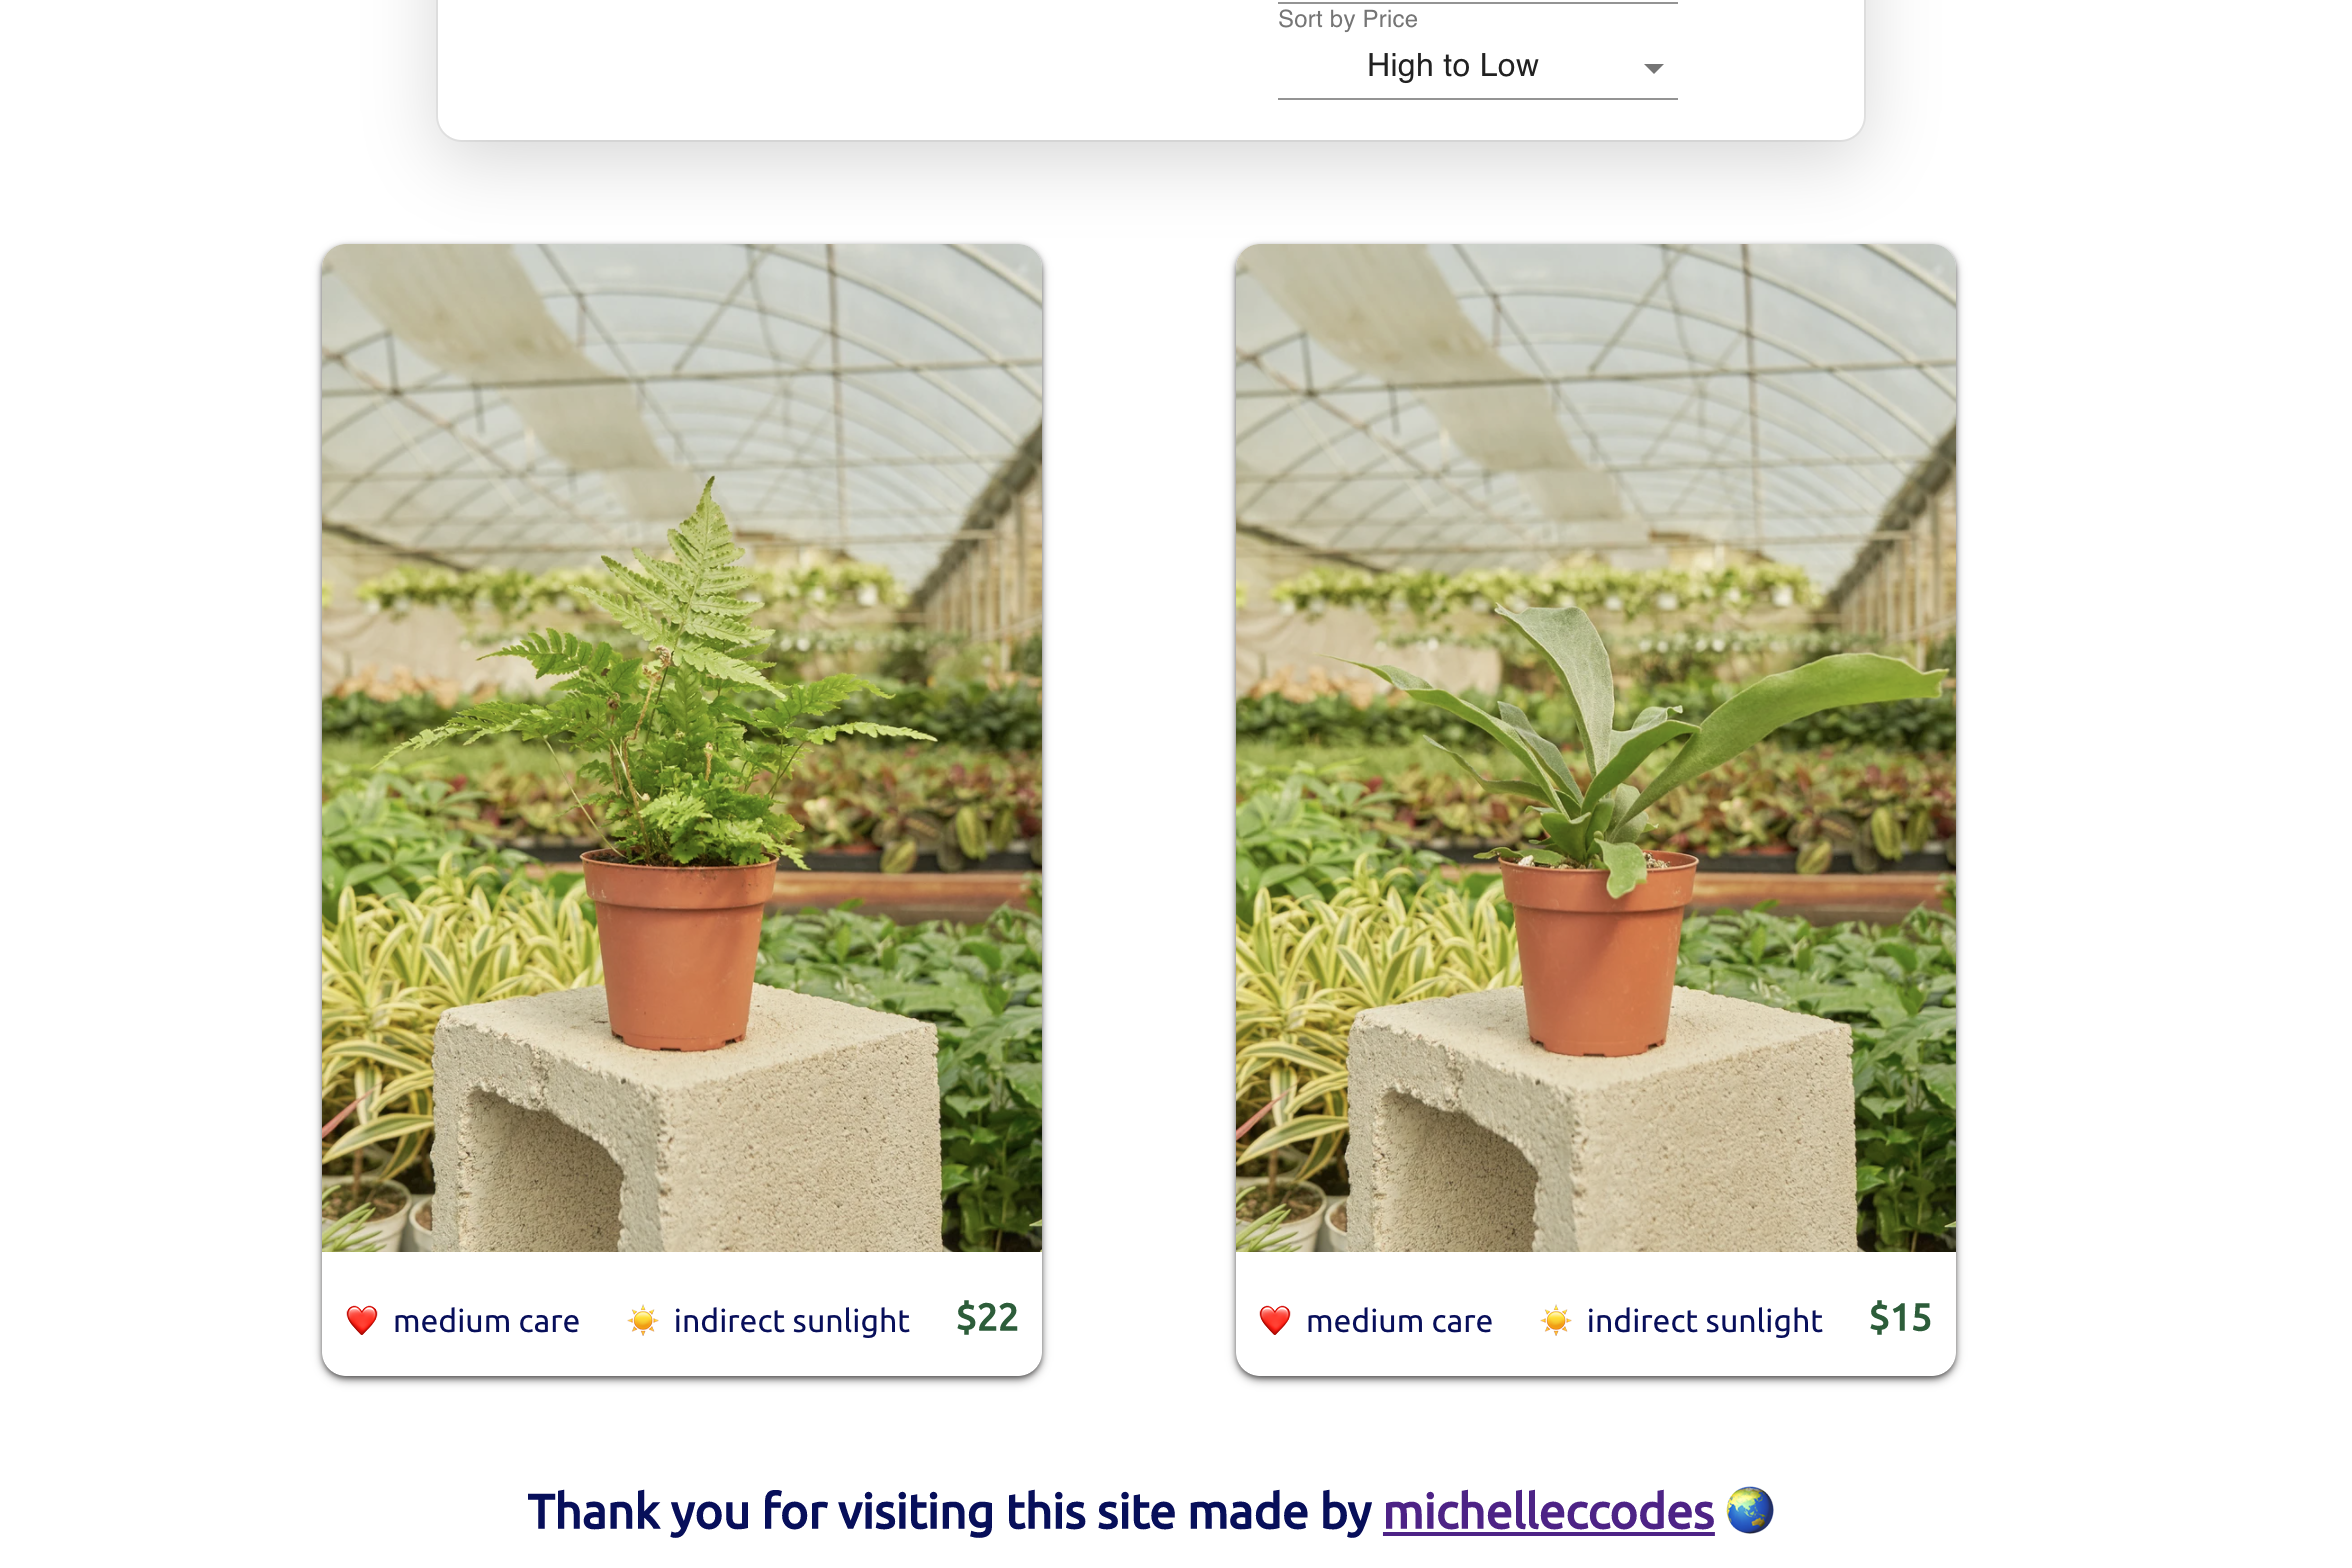 Sort by Price
High to Low
❤️ medium care ☀️ indirect sunlight $22
❤️ medium care ☀️ indirect sunlight $15
Thank you for visiting this site made by michelleccodes 🌏